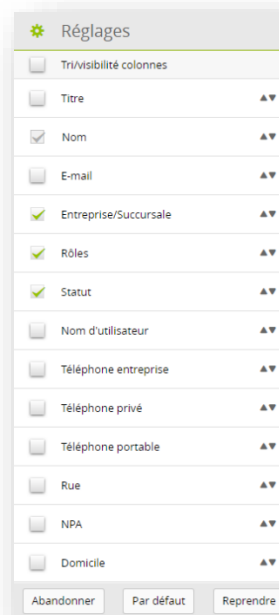 Réglages
Tri/visibilité colonnes
Titre
Nom
E-mail
Entreprise/Succursale
Rôles
Statut
Nom d'utilisateur
Téléphone entreprise
Téléphone privé
Téléphone portable
Rue
NPA
Domicile
Abandonner Par défaut Reprendre